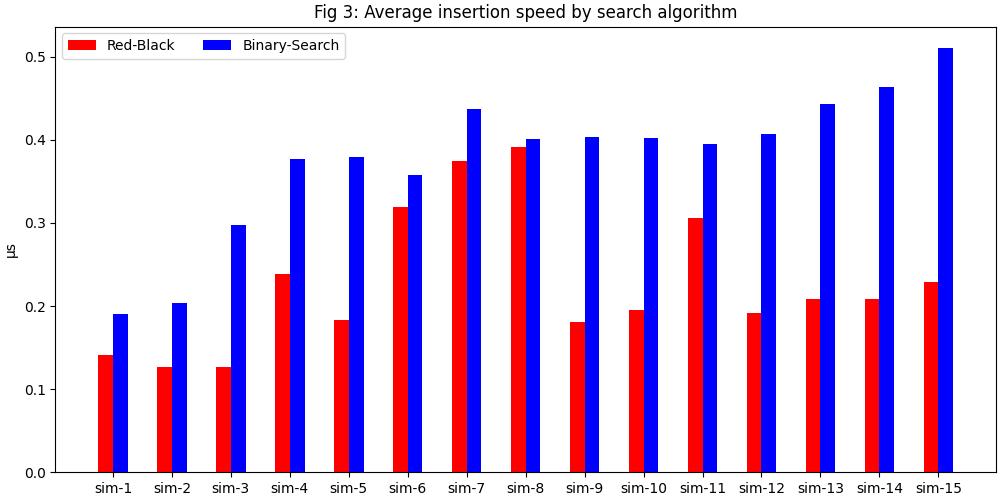 Fig 3: Average insertion speed by search algorithm
Red-Black Binary-Search
0.5
0.4
0.3
0.2
0.1
0.0
µs
sim-1 sim-2 sim-3 sim-4 sim-5 sim-6 sim-7 sim-8 sim-9 sim-10 sim-11 sim-12 sim-13 sim-14 sim-15